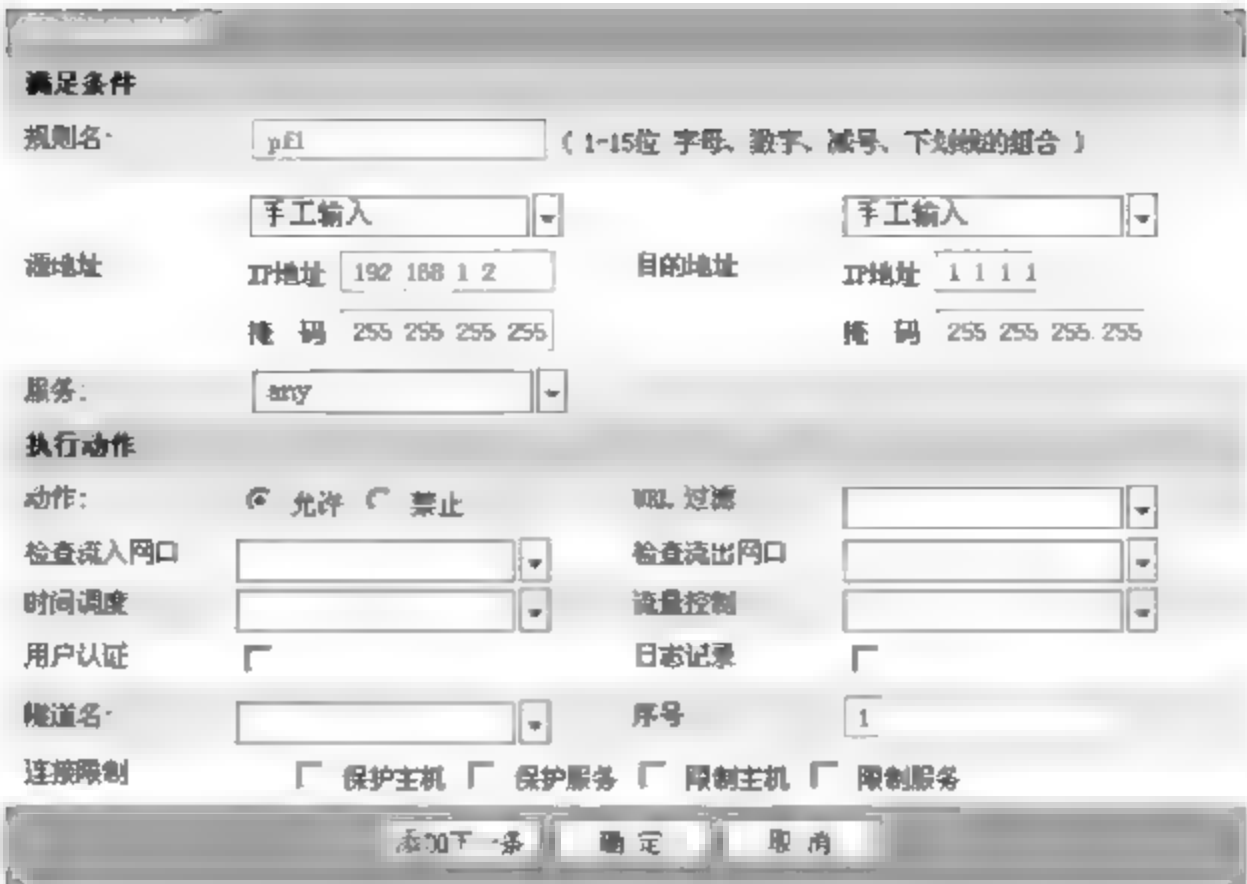 满足条件
规则名: pf1 ( 1-15位 字母、数字、减号、下划线的组合 )
手工输入 手工输入
源地址 IP地址 192 168 1 2 目的地址 IP地址 1 1 1 1
掩 码 255 255 255 255 掩 码 255 255 255 255
服务: any
执行动作
动作: 允许 禁止 URL 过滤
检查流入网口 检查流出网口
时间调度 流量控制
用户认证 日志记录
隧道名: 序号 1
连接限制 保护主机 保护服务 限制主机 限制服务
添加下一条 确 定 取 消